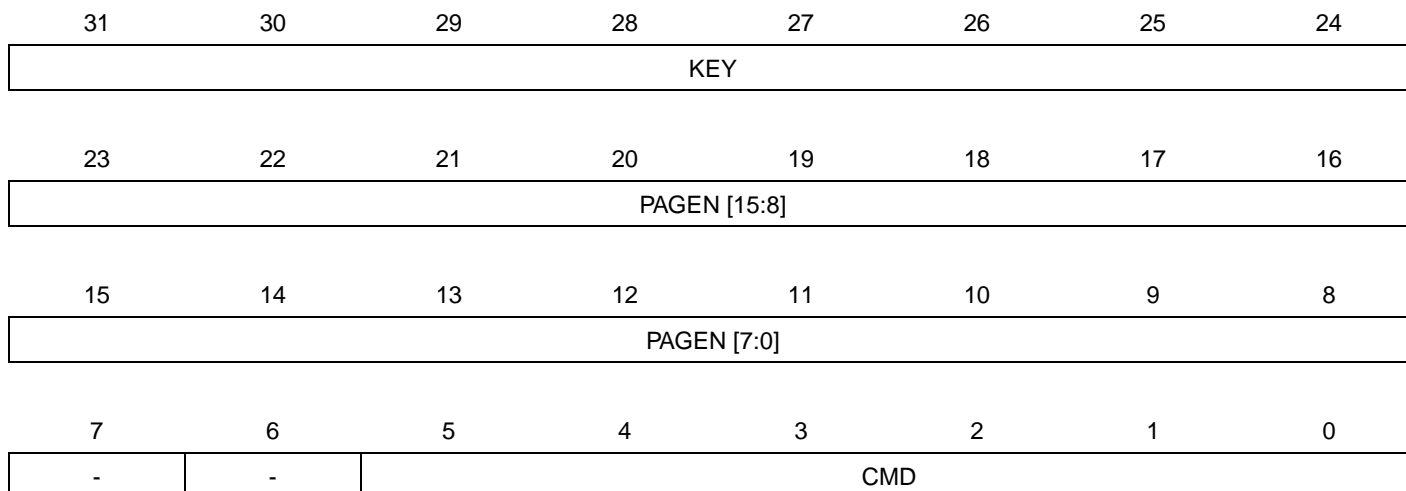 31 30 29 28 27 26 25 24
KEY
23 22 21 20 19 18 17 16
PAGEN [15:8]
15 14 13 12 11 10 9 8
PAGEN [7:0]
7 6 5 4 3 2 1 0
- - CMD